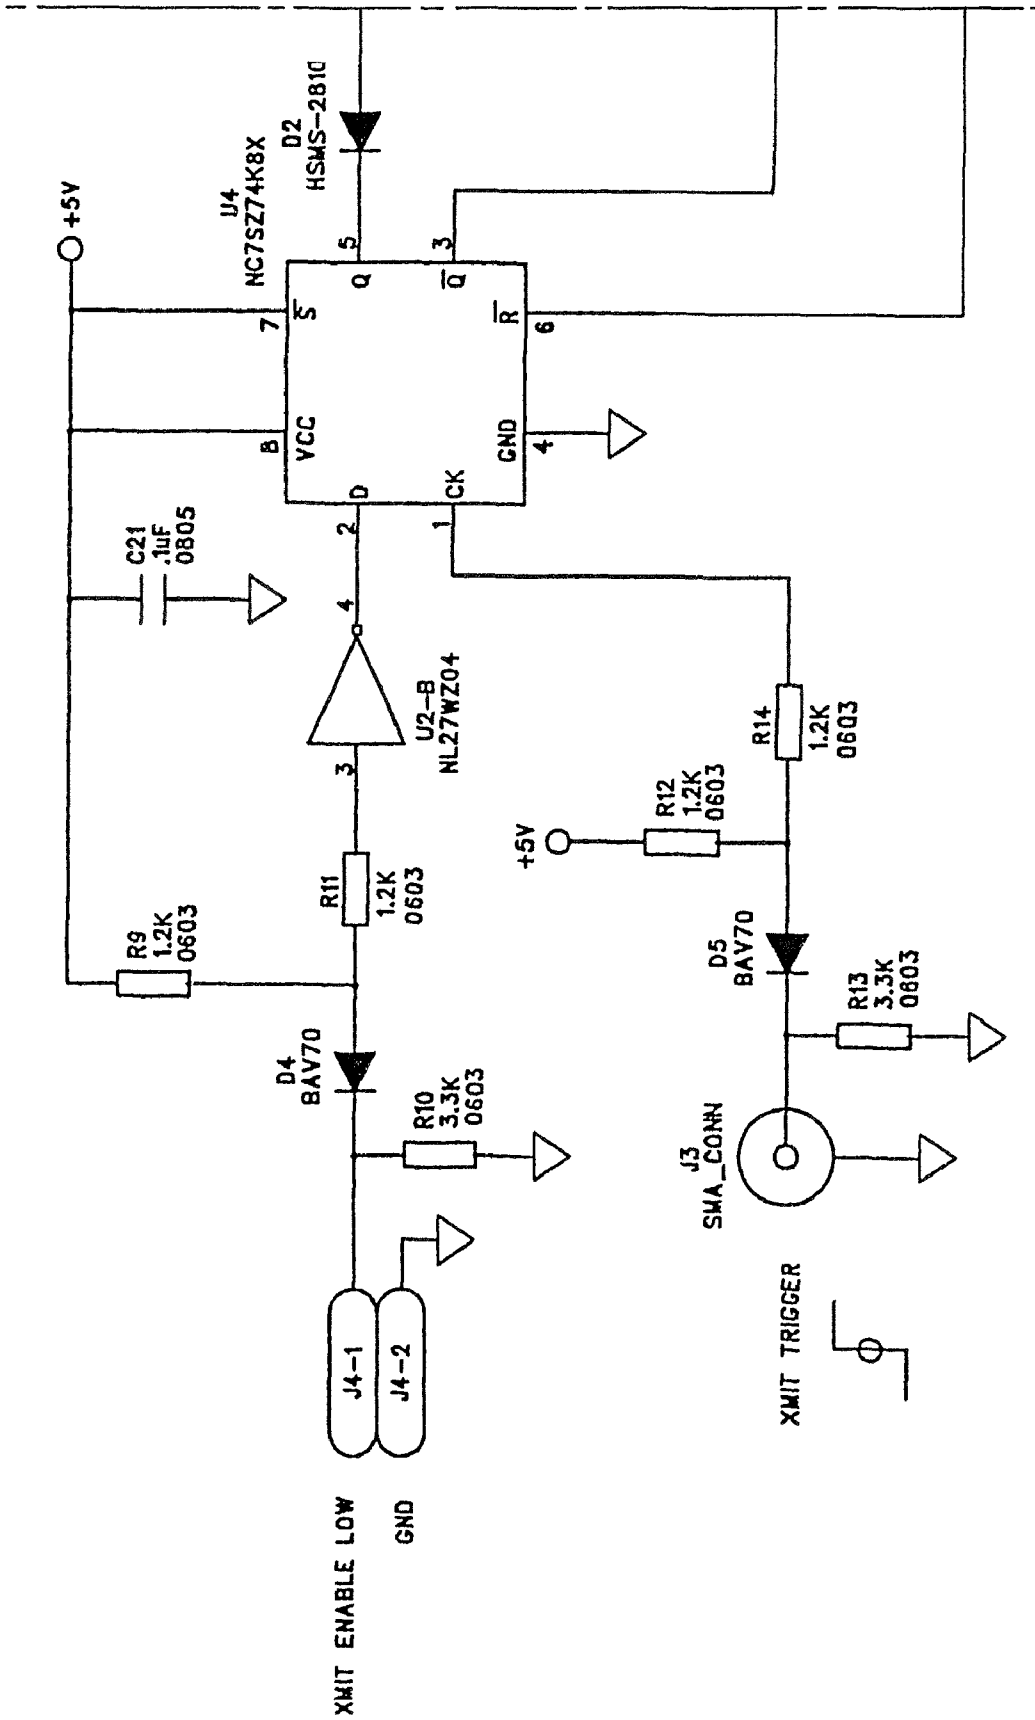 +5V
U4
NC7SZ74K8X
D2
HSMS-2810
7
S
8
VCC
5
Q
3
Q
6
R
4
GND
2
D
1
CK
C21
.1uF
0805
4
3
U2-B
NL27WZ04
R9
1.2K
0603
R11
1.2K
0603
D4
BAV70
R10
3.3K
0603
J4-1
J4-2
XMIT ENABLE LOW
GND
+5V
R12
1.2K
0603
R14
1.2K
0603
D5
BAV70
R13
3.3K
0603
J3
SMA_CONN
XMIT TRIGGER